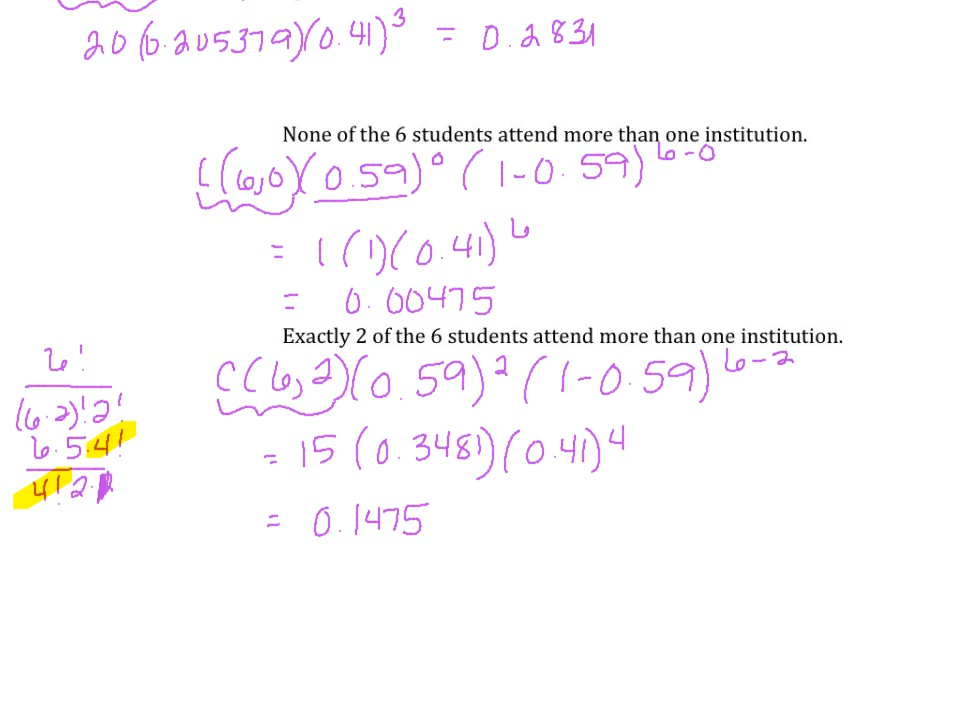 20 (0.205379)(0.41)^3 = 0.2831
None of the 6 students attend more than one institution.
C(6,0)(0.59)^0 (1-0.59)^6-0
= 1 (1)(0.41)^6
= 0.00475
Exactly 2 of the 6 students attend more than one institution.
C(6,2)(0.59)^2 (1-0.59)^6-2
= 15 (0.3481)(0.41)^4
= 0.1475
6!
(6-2)!2!
6.5.4!
4!2.1